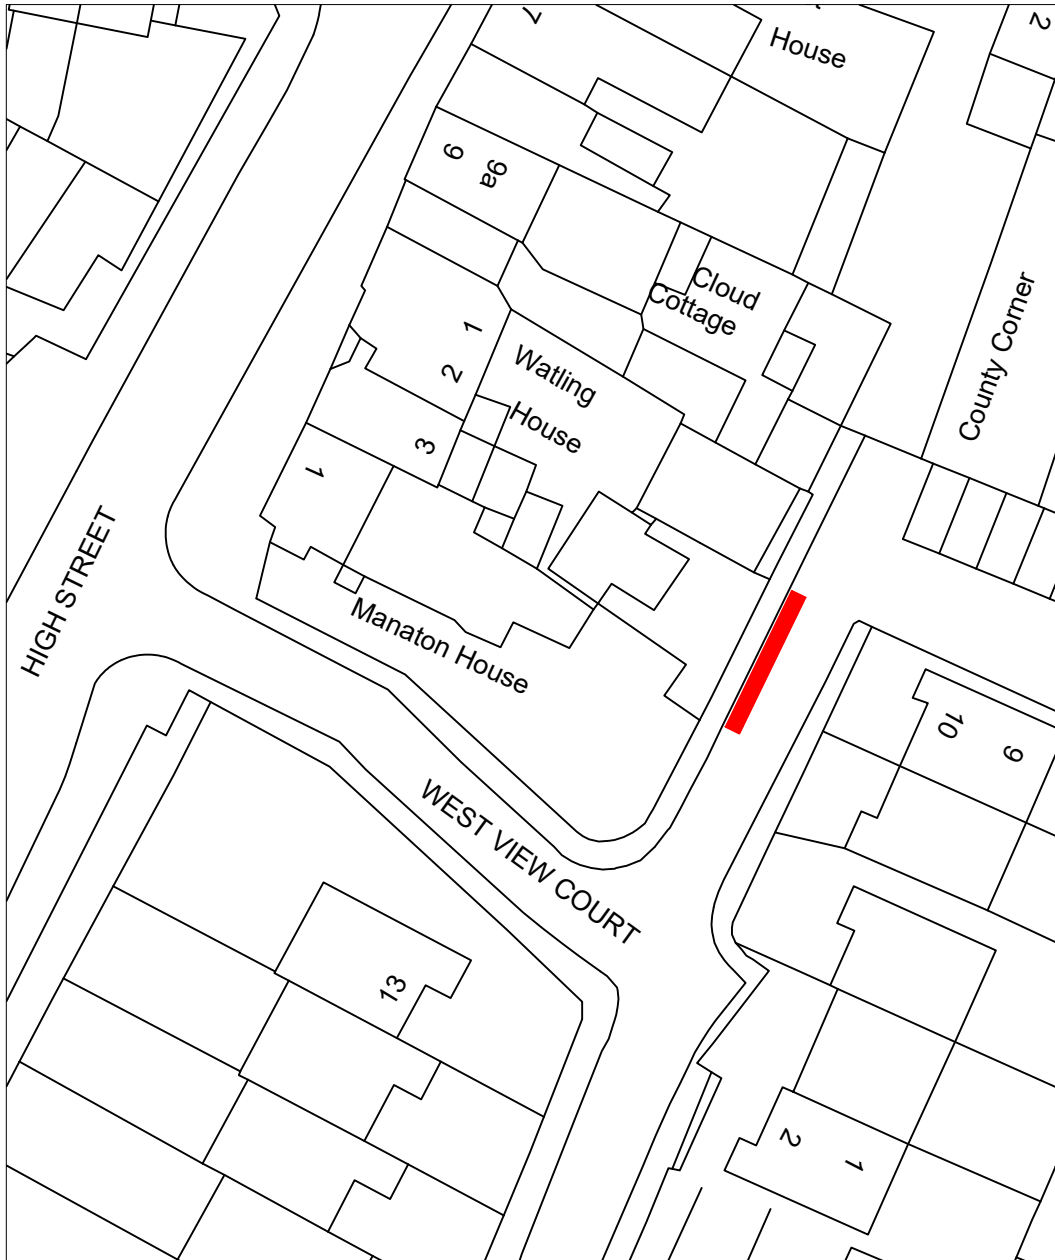 7
House
2
9
9a
Cloud
Cottage
County Corner
1
2
Watling
House
3
1
HIGH STREET
Manaton House
10
9
WEST VIEW COURT
13
2
1